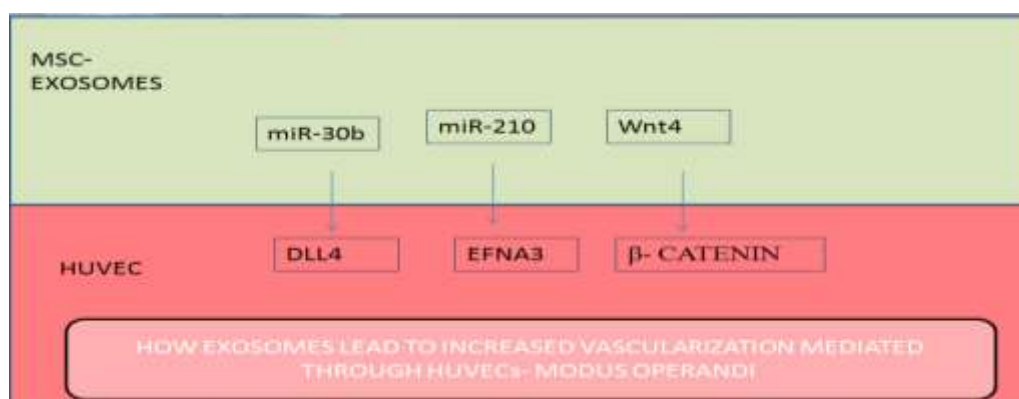 MSC-
EXOSOMES
miR-30b
miR-210
Wnt4
DLL4
EFNA3
β- CATENIN
HUVEC
HOW EXOSOMES LEAD TO INCREASED VASCULARIZATION MEDIATED
THROUGH HUVECs- MODUS OPERANDI